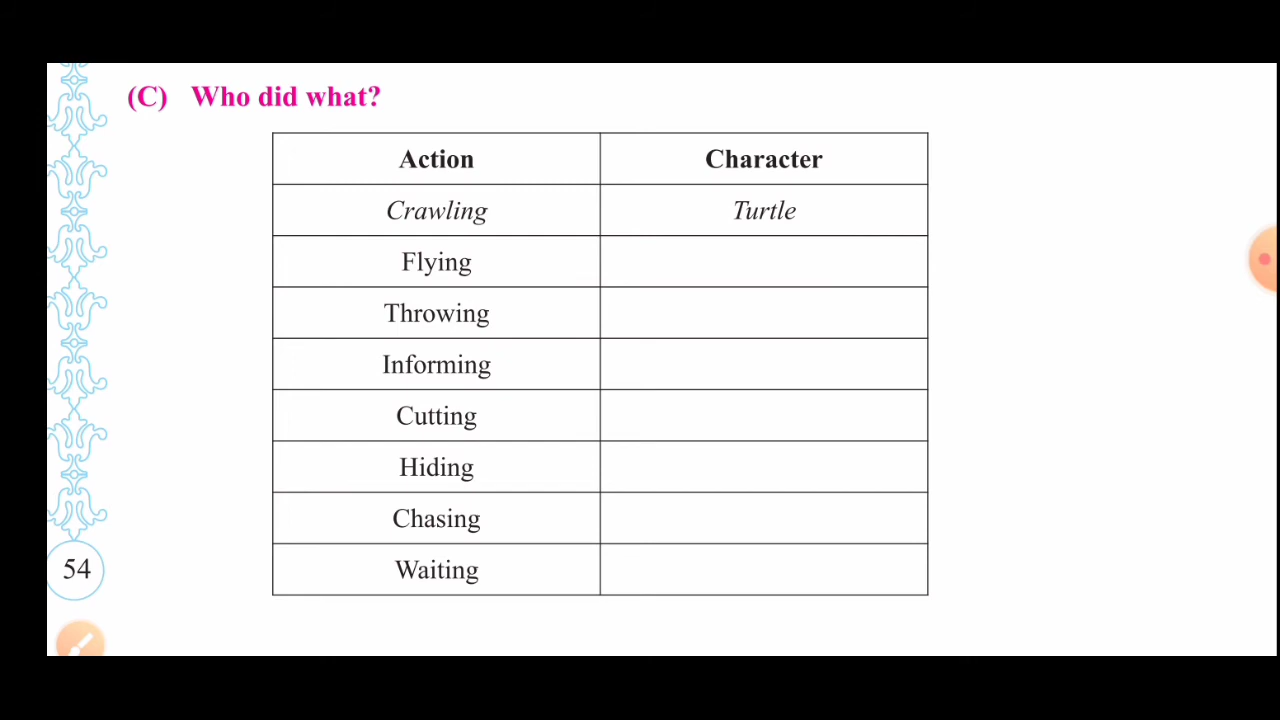 (C) Who did what?
Action Character
Crawling Turtle
Flying
Throwing
Informing
Cutting
Hiding
Chasing
Waiting
54